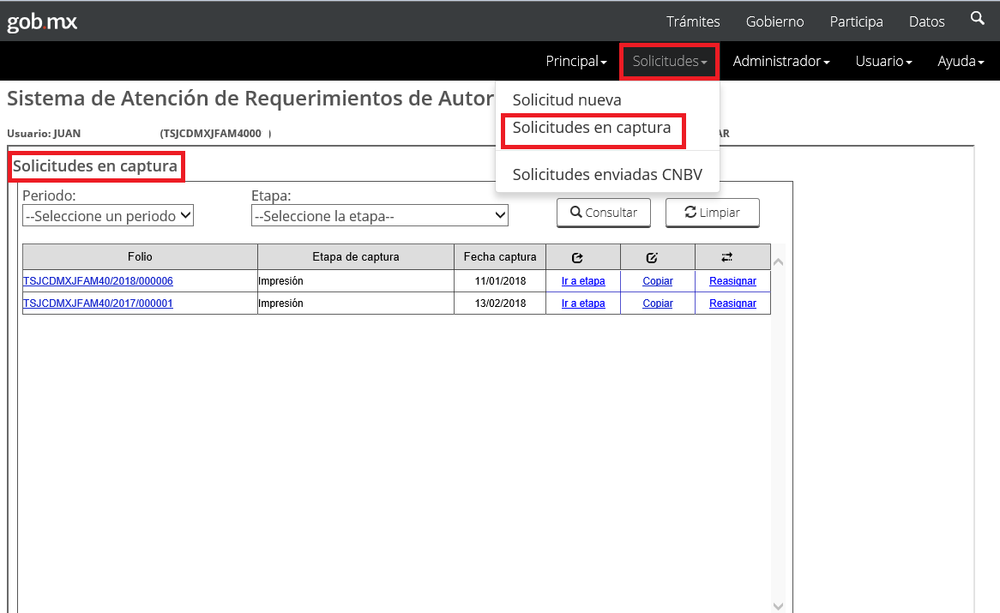 gob.mx
Trámites Gobierno Participa Datos
Principal Solicitudes Administrador Usuario Ayuda
Solicitud nueva
Solicitudes en captura
Solicitudes enviadas CNBV
Sistema de Atención de Requerimientos de Autor
Usuario: JUAN (TSJCDMXJFAM4000 ) AR
Solicitudes en captura
Periodo: Etapa:
--Seleccione un periodo --Seleccione la etapa-- Consultar Limpiar
Folio Etapa de captura Fecha captura
TSJCDMXJFAM40/2018/000006 Impresión 11/01/2018 Ir a etapa Copiar Reasignar
TSJCDMXJFAM40/2017/000001 Impresión 13/02/2018 Ir a etapa Copiar Reasignar